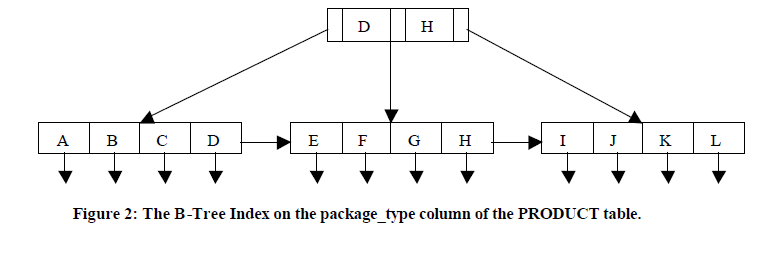 D H
A B C D E F G H I J K L
Figure 2: The B-Tree Index on the package_type column of the PRODUCT table.